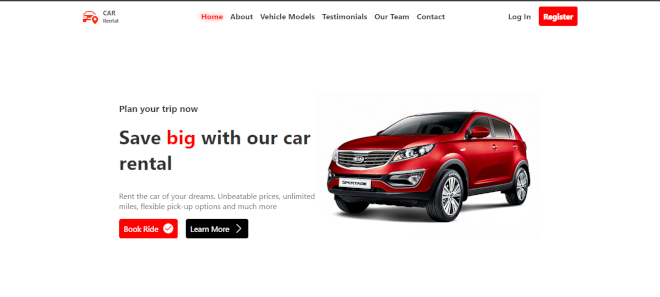 CAR
Rental
Home About Vehicle Models Testimonials Our Team Contact
Log In Register
Plan your trip now
Save big with our car
rental
Rent the car of your dreams. Unbeatable prices, unlimited
miles, flexible pick-up options and much more
Book Ride
Learn More
KIA
SPORTAGE